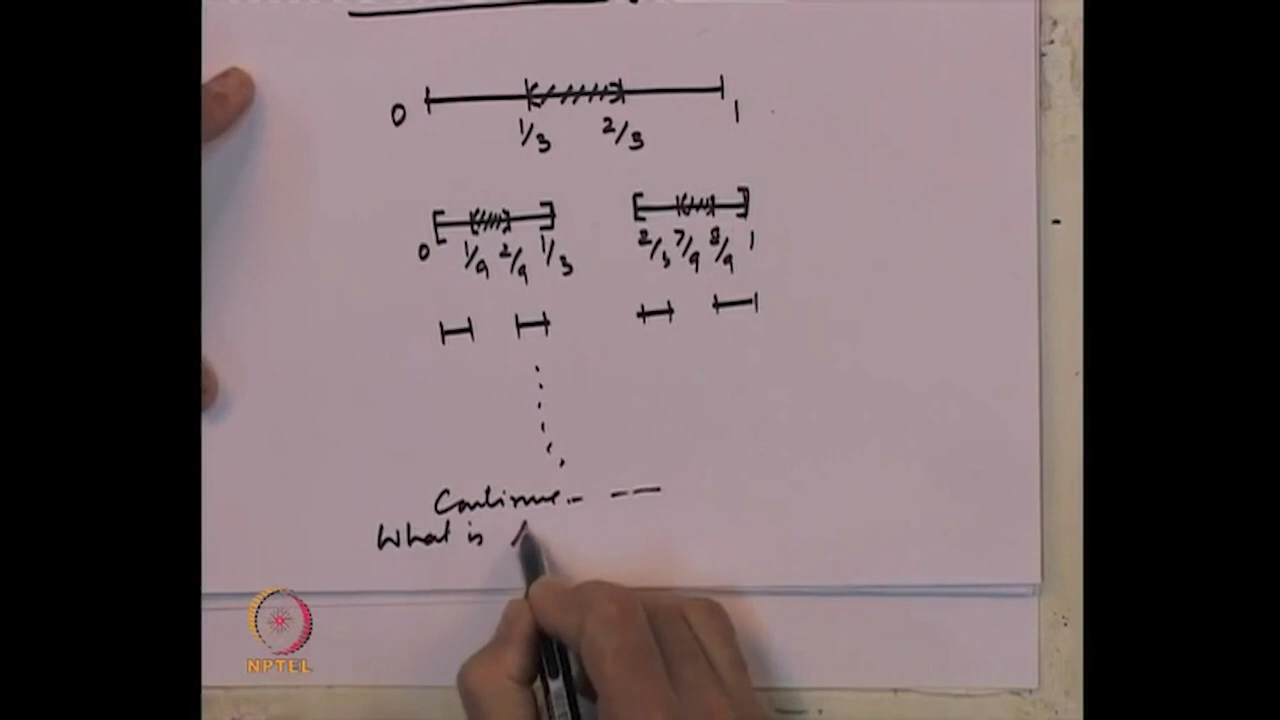 0 1/3 2/3 1
0 1/9 2/9 1/3 2/3 7/9 8/9 1
Continue..- ---
What is
NPTEL